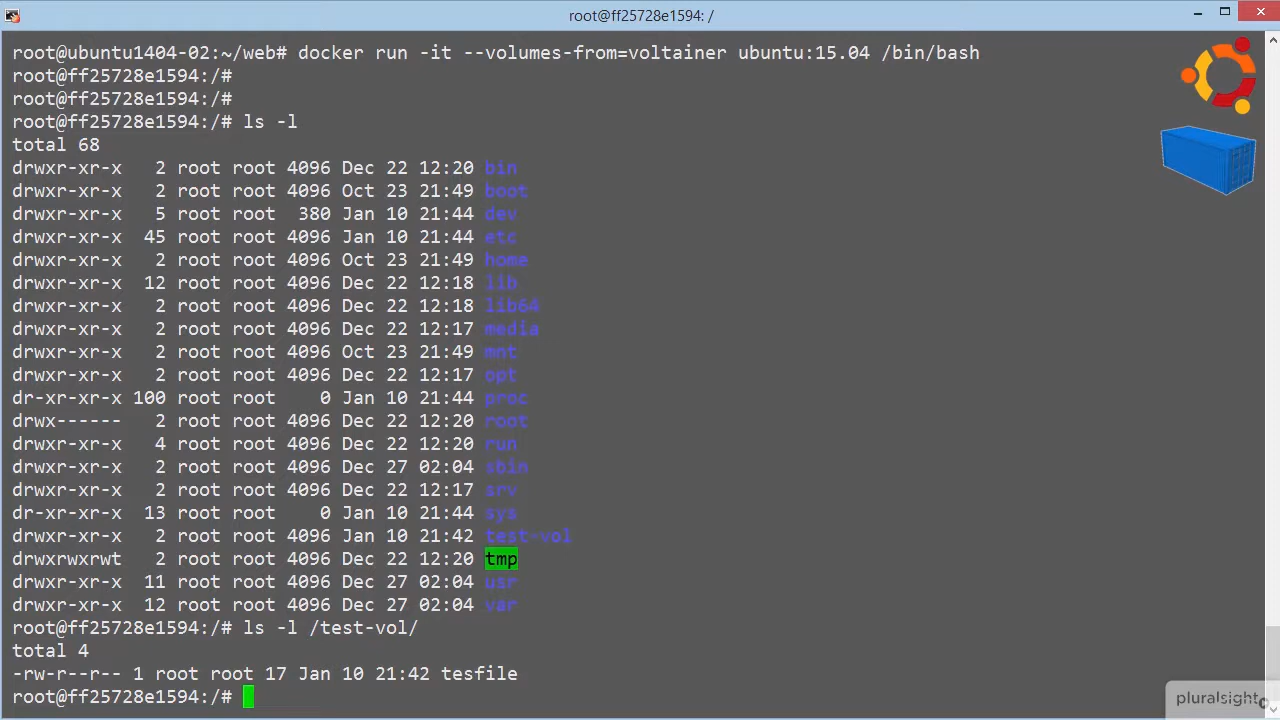 root@ff25728e1594: /
root@ubuntu1404-02:~/web# docker run -it --volumes-from=voltainer ubuntu:15.04 /bin/bash
root@ff25728e1594:/#
root@ff25728e1594:/#
root@ff25728e1594:/# ls -l
total 68
drwxr-xr-x   2 root root 4096 Dec 22 12:20 bin
drwxr-xr-x   2 root root 4096 Oct 23 21:49 boot
drwxr-xr-x   5 root root  380 Jan 10 21:44 dev
drwxr-xr-x  45 root root 4096 Jan 10 21:44 etc
drwxr-xr-x   2 root root 4096 Oct 23 21:49 home
drwxr-xr-x  12 root root 4096 Dec 22 12:18 lib
drwxr-xr-x   2 root root 4096 Dec 22 12:18 lib64
drwxr-xr-x   2 root root 4096 Dec 22 12:17 media
drwxr-xr-x   2 root root 4096 Oct 23 21:49 mnt
drwxr-xr-x   2 root root 4096 Dec 22 12:17 opt
dr-xr-xr-x 100 root root    0 Jan 10 21:44 proc
drwx------   2 root root 4096 Dec 22 12:20 root
drwxr-xr-x   4 root root 4096 Dec 22 12:20 run
drwxr-xr-x   2 root root 4096 Dec 27 02:04 sbin
drwxr-xr-x   2 root root 4096 Dec 22 12:17 srv
dr-xr-xr-x  13 root root    0 Jan 10 21:44 sys
drwxr-xr-x   2 root root 4096 Jan 10 21:42 test-vol
drwxrwxrwt   2 root root 4096 Dec 22 12:20 tmp
drwxr-xr-x  11 root root 4096 Dec 27 02:04 usr
drwxr-xr-x  12 root root 4096 Dec 27 02:04 var
root@ff25728e1594:/# ls -l /test-vol/
total 4
-rw-r--r-- 1 root root 17 Jan 10 21:42 tesfile
root@ff25728e1594:/#
pluralsight